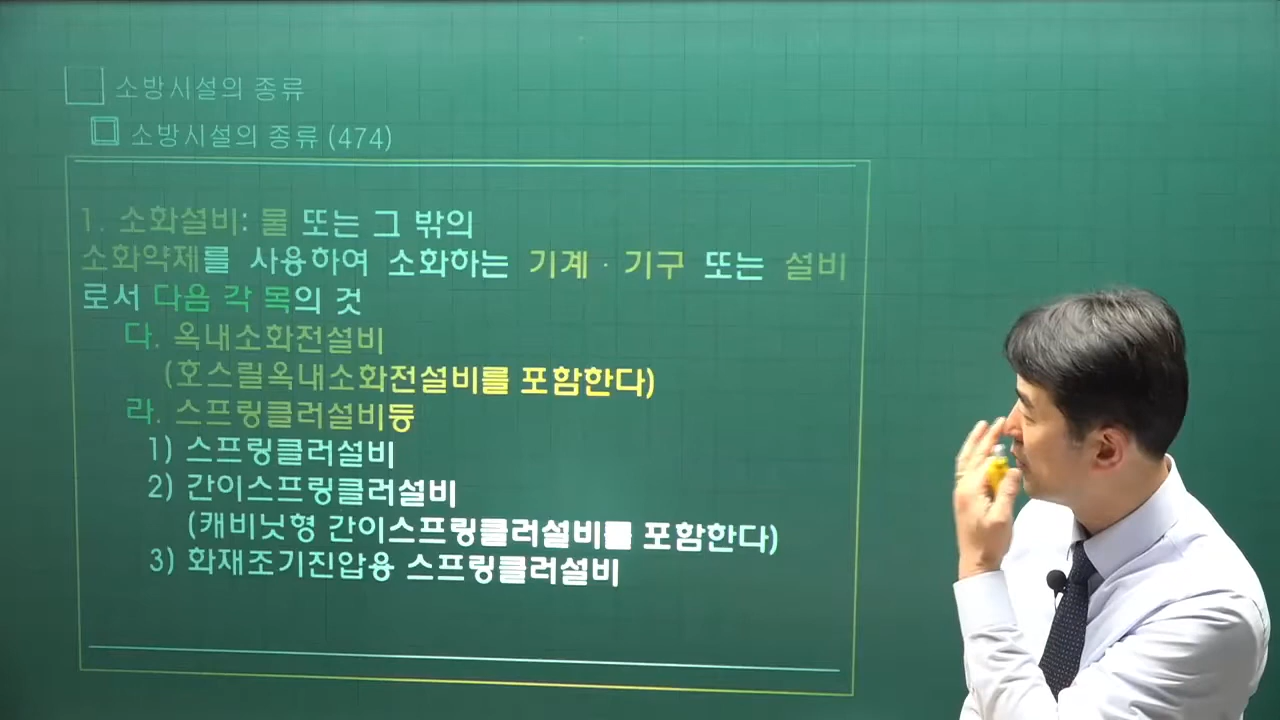 소방시설의 종류
소방시설의 종류 (474)
1. 소화설비: 물 또는 그 밖의
소화약제를 사용하여 소화하는 기계 · 기구 또는 설비
로서 다음 각 목의 것
다. 옥내소화전설비
(호스릴옥내소화전설비를 포함한다)
라. 스프링클러설비등
1) 스프링클러설비
2) 간이스프링클러설비
(캐비닛형 간이스프링클러설비를 포함한다)
3) 화재조기진압용 스프링클러설비